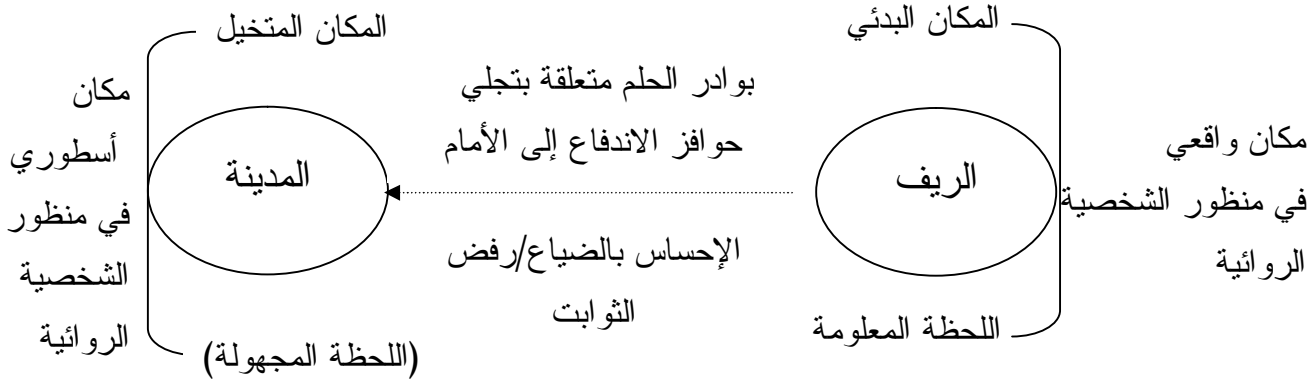 المكان البدئي
مكان واقعي
في منظور الشخصية
الروائية
الريف
اللحظة المعلومة
بوادر الحلم متعلقة بتجلي
حوافز الاندفاع إلى الأمام
الإحساس بالضياع/رفض
الثوابت
المكان المتخيل
المدينة
(اللحظة المجهولة)
مكان
أسطوري
في منظور
الشخصية
الروائية